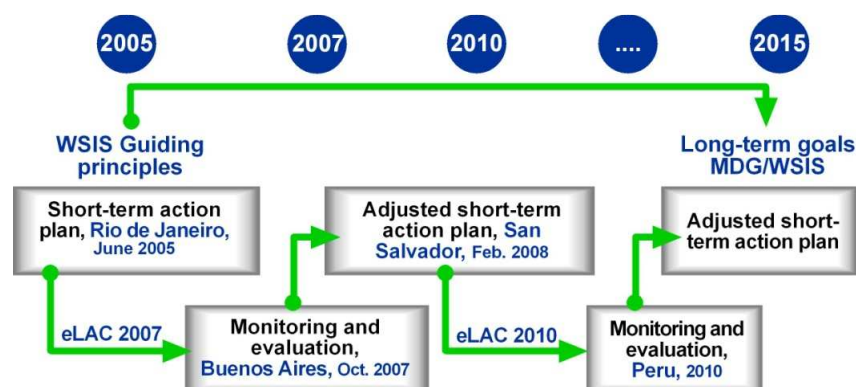 2005
2007
2010
....
2015
WSIS Guiding
principles
Long-term goals
MDG/WSIS
Short-term action
plan, Rio de Janeiro,
June 2005
Adjusted short-term
action plan, San
Salvador, Feb. 2008
Adjusted short-
term action plan
eLAC 2007
Monitoring and
evaluation,
Buenos Aires, Oct. 2007
eLAC 2010
Monitoring and
evaluation,
Peru, 2010